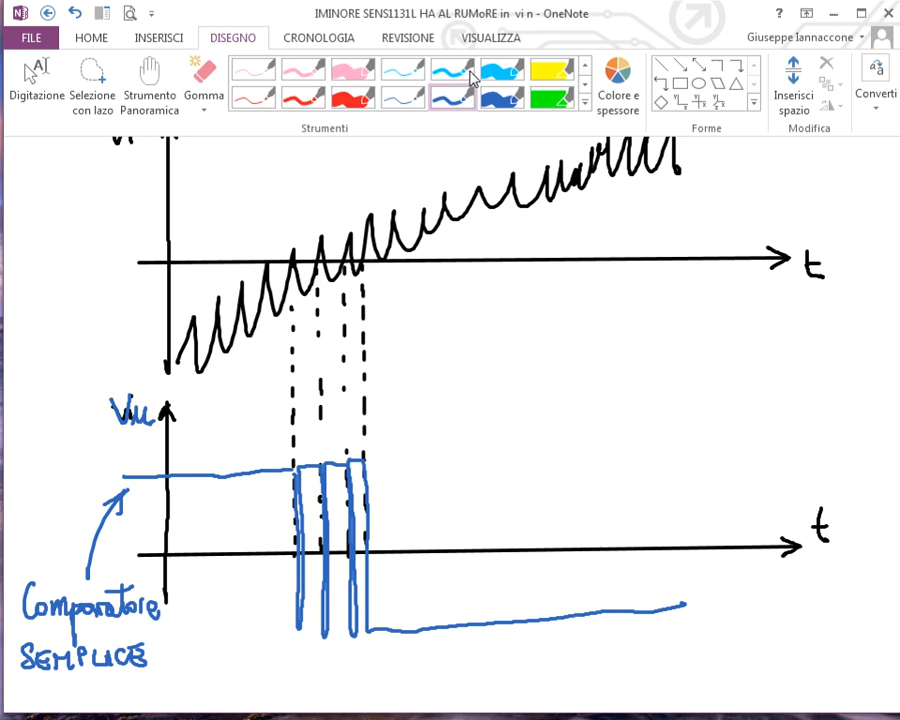 IMINORE SENS1131L HA AL RUMoRE in vi n - OneNote
FILE HOME INSERISCI DISEGNO CRONOLOGIA REVISIONE VISUALIZZA Giuseppe Iannaccone
Digitazione Selezione con lazo Strumento Panoramica Gomma Colore e spessore Inserisci spazio Converti
Strumenti Forme Modifica
t
Vu
t
Comparatore
SEMPLICE